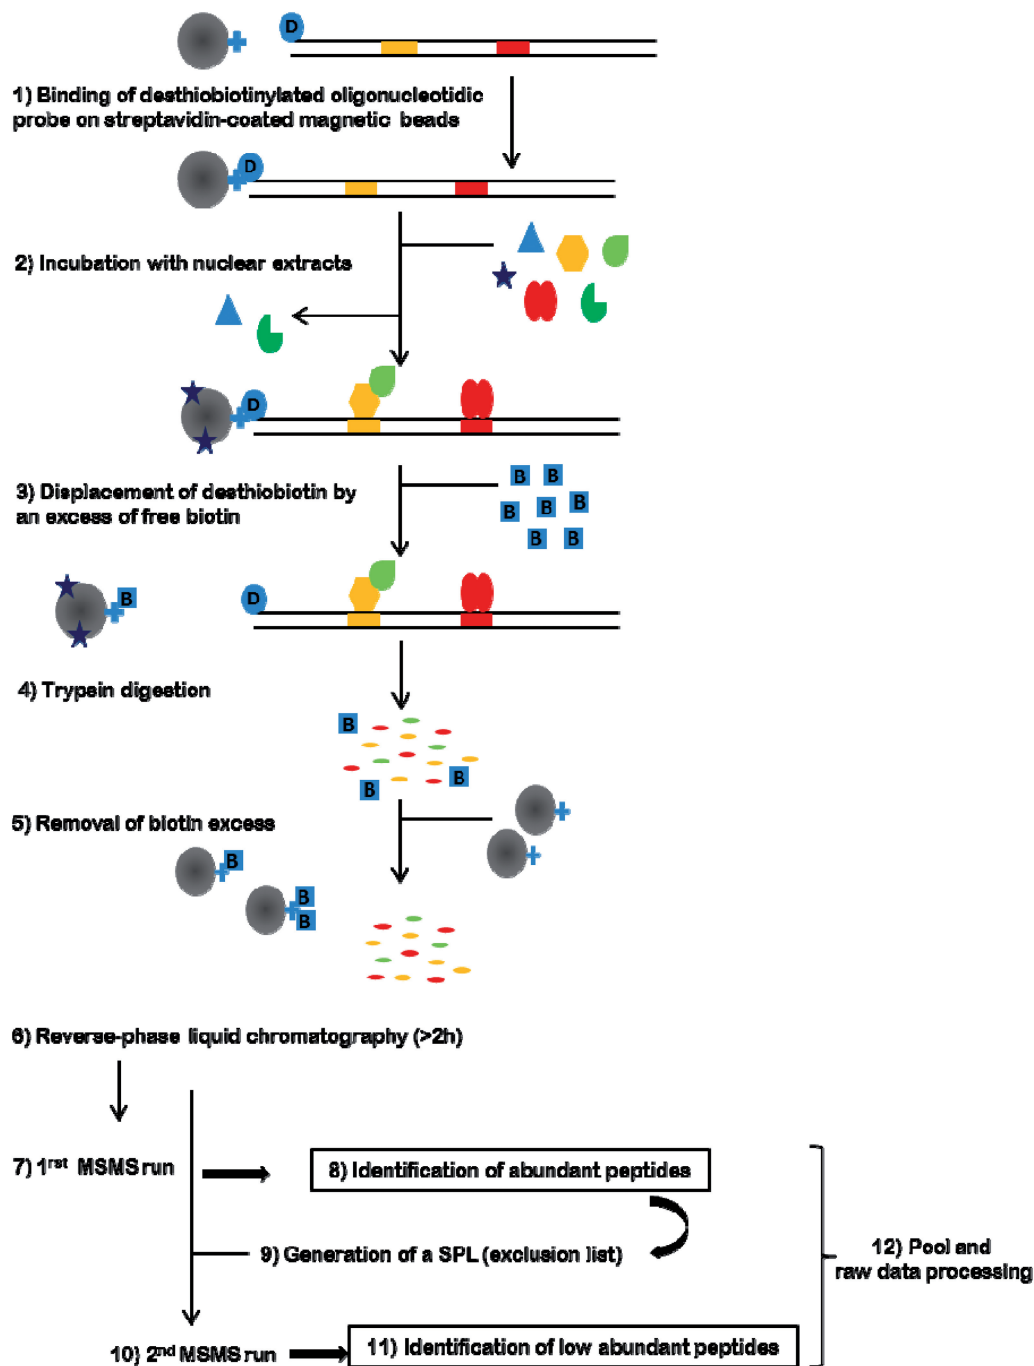 D
1) Binding of desthiobiotinylated oligonucleotidic
probe on streptavidin-coated magnetic beads
D
2) Incubation with nuclear extracts
D
3) Displacement of desthiobiotin by
an excess of free biotin
B B
B B B
B B
B
D
4) Trypsin digestion
B
B B
5) Removal of biotin excess
B
B
B
6) Reverse-phase liquid chromatography (>2h)
7) 1rst MSMS run
8) Identification of abundant peptides
9) Generation of a SPL (exclusion list)
12) Pool and
raw data processing
10) 2nd MSMS run
11) Identification of low abundant peptides